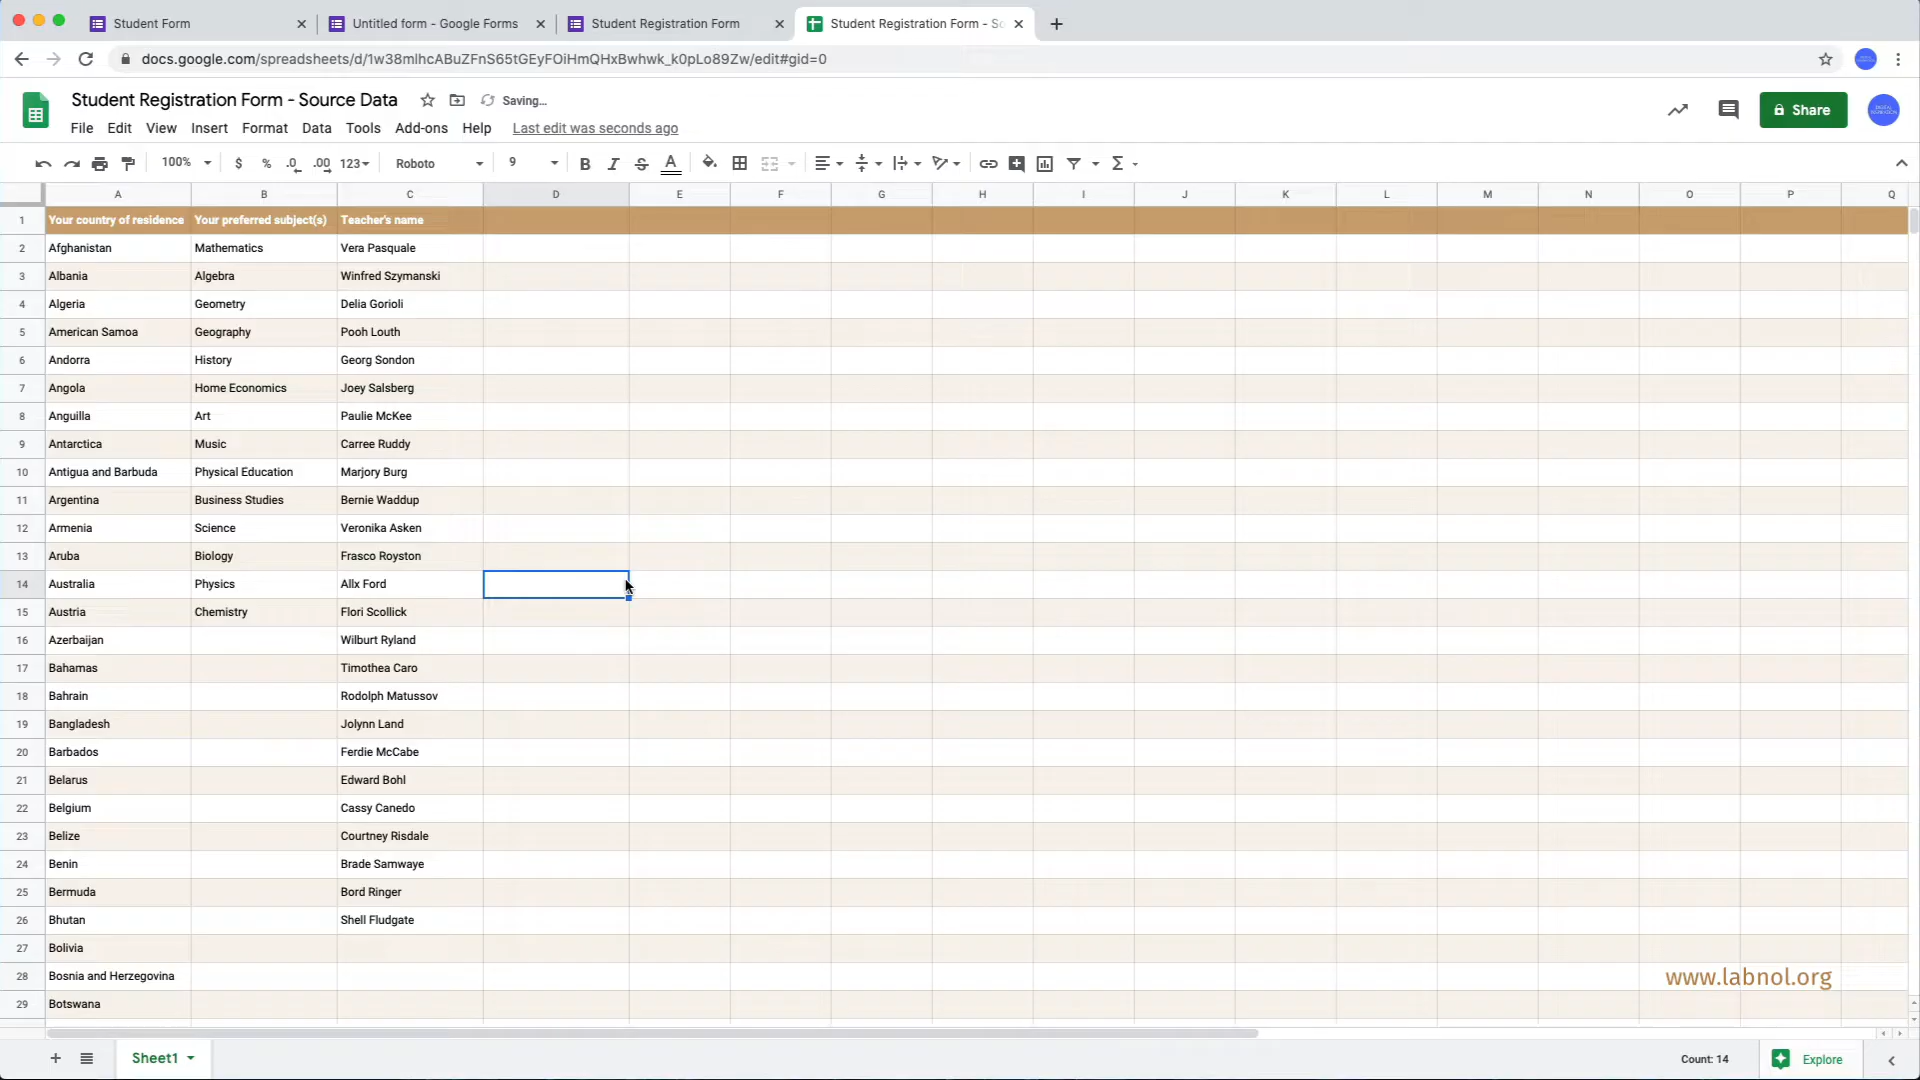 Student Form
Untitled form - Google Forms
Student Registration Form
Student Registration Form - So
docs.google.com/spreadsheets/d/1w38mlhcABuZFnS65tGEyFOiHmQHxBwhwk_k0pLo89Zw/edit#gid=0
Student Registration Form - Source Data
Saving...
File Edit View Insert Format Data Tools Add-ons Help Last edit was seconds ago
Share
100% $ % .0 .00 123 Roboto 9 B I S A
A B C D E F G H I J K L M N O P Q
1 Your country of residence Your preferred subject(s) Teacher's name
2 Afghanistan Mathematics Vera Pasquale
3 Albania Algebra Winfred Szymanski
4 Algeria Geometry Delia Gorioli
5 American Samoa Geography Pooh Louth
6 Andorra History Georg Sondon
7 Angola Home Economics Joey Salsberg
8 Anguilla Art Paulie McKee
9 Antarctica Music Carree Ruddy
10 Antigua and Barbuda Physical Education Marjory Burg
11 Argentina Business Studies Bernie Waddup
12 Armenia Science Veronika Asken
13 Aruba Biology Frasco Royston
14 Australia Physics Allx Ford
15 Austria Chemistry Flori Scollick
16 Azerbaijan Wilburt Ryland
17 Bahamas Timothea Caro
18 Bahrain Rodolph Matussov
19 Bangladesh Jolynn Land
20 Barbados Ferdie McCabe
21 Belarus Edward Bohl
22 Belgium Cassy Canedo
23 Belize Courtney Risdale
24 Benin Brade Samwaye
25 Bermuda Bord Ringer
26 Bhutan Shell Fludgate
27 Bolivia
28 Bosnia and Herzegovina
29 Botswana
www.labnol.org
Sheet1
Count: 14
Explore